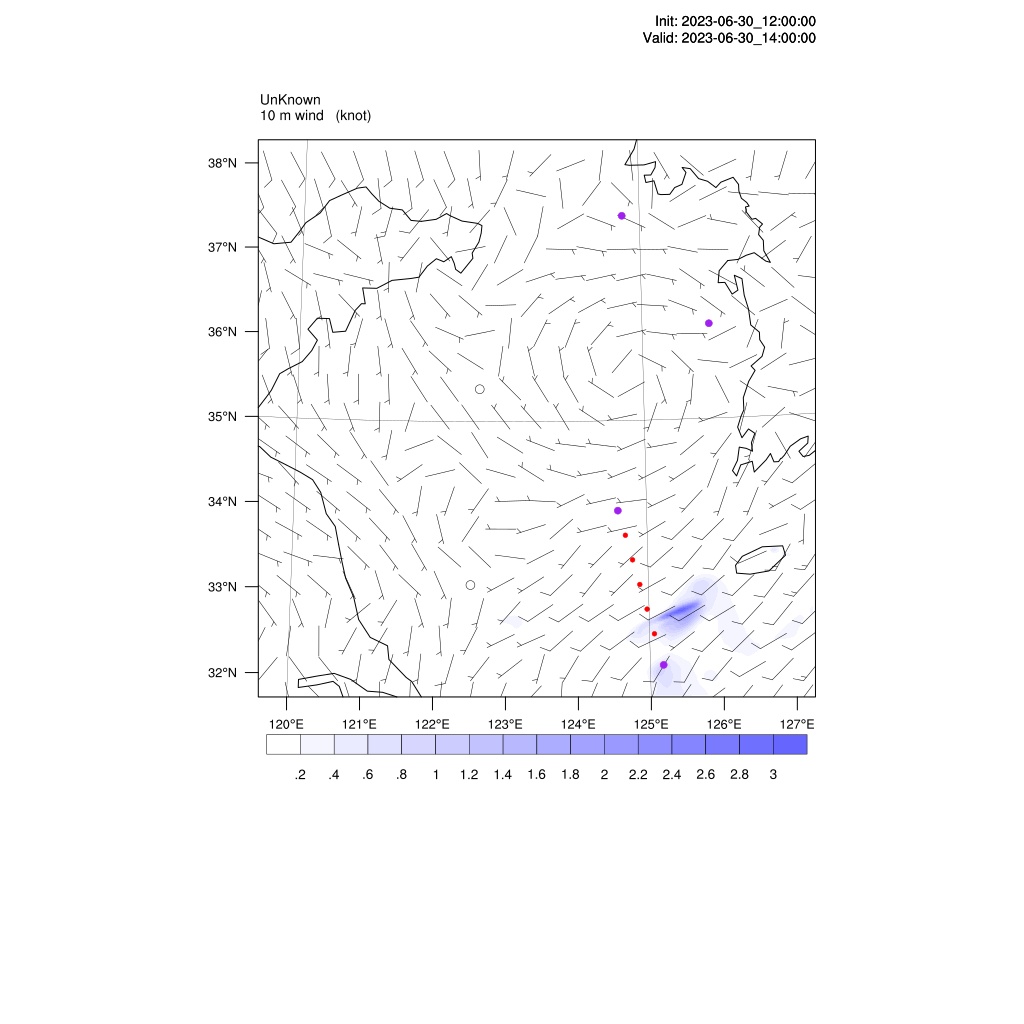 Init: 2023-06-30_12:00:00
Valid: 2023-06-30_14:00:00
UnKnown
10 m wind (knot)
38°N
37°N
36°N
35°N
34°N
33°N
32°N
120°E 121°E 122°E 123°E 124°E 125°E 126°E 127°E
.2 .4 .6 .8 1 1.2 1.4 1.6 1.8 2 2.2 2.4 2.6 2.8 3